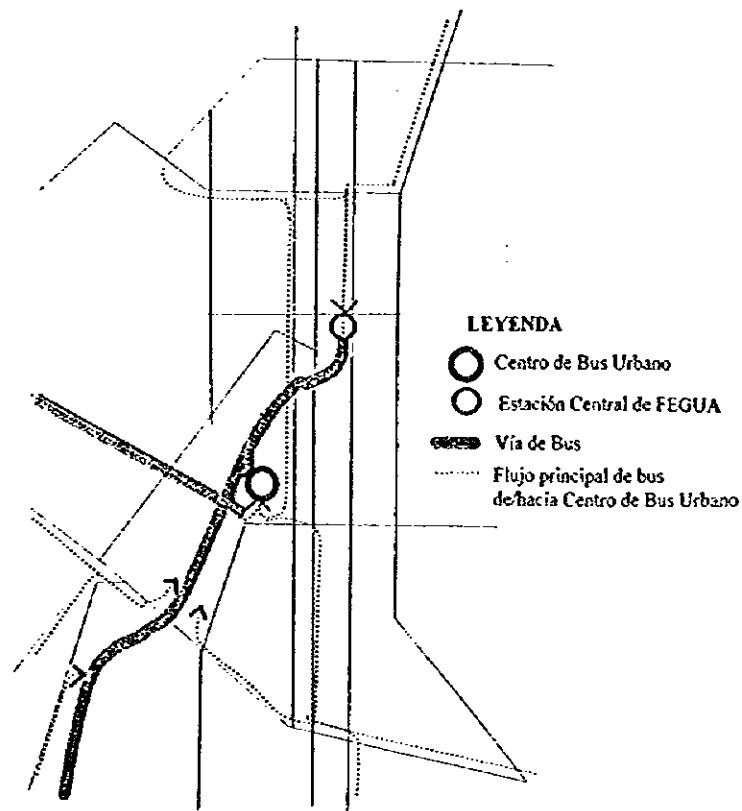 LEYENDA
Centro de Bus Urbano
Estación Central de FEGUA
Vía de Bus
Flujo principal de bus
de/hacia Centro de Bus Urbano